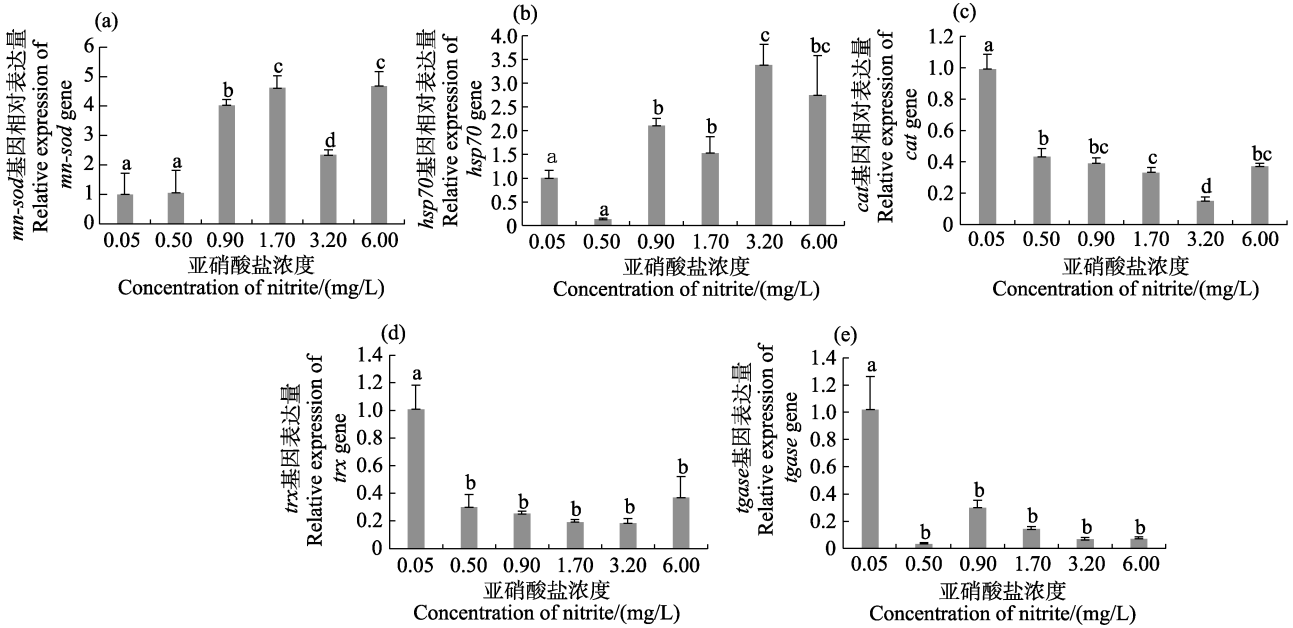 (a)
mn-sod基因相对表达量
Relative expression of
mn-sod gene
6
5
4
3
2
1
0
a
a
b
c
d
c
0.05 0.50 0.90 1.70 3.20 6.00
亚硝酸盐浓度
Concentration of nitrite/(mg/L)
(b)
hsp70基因相对表达量
Relative expression of
hsp70 gene
4.0
3.5
3.0
2.5
2.0
1.5
1.0
0.5
0
a
a
b
b
c
bc
0.05 0.50 0.90 1.70 3.20 6.00
亚硝酸盐浓度
Concentration of nitrite/(mg/L)
(c)
cat基因相对表达量
Relative expression of
cat gene
1.2
1.0
0.8
0.6
0.4
0.2
0
a
b
bc
c
d
bc
0.05 0.50 0.90 1.70 3.20 6.00
亚硝酸盐浓度
Concentration of nitrite/(mg/L)
(d)
trx基因表达量
Relative expression of
trx gene
1.4
1.2
1.0
0.8
0.6
0.4
0.2
0
a
b
b
b
b
b
0.05 0.50 0.90 1.70 3.20 6.00
亚硝酸盐浓度
Concentration of nitrite/(mg/L)
(e)
tgase基因表达量
Relative expression of
tgase gene
1.4
1.2
1.0
0.8
0.6
0.4
0.2
0
a
b
b
b
b
b
0.05 0.50 0.90 1.70 3.20 6.00
亚硝酸盐浓度
Concentration of nitrite/(mg/L)